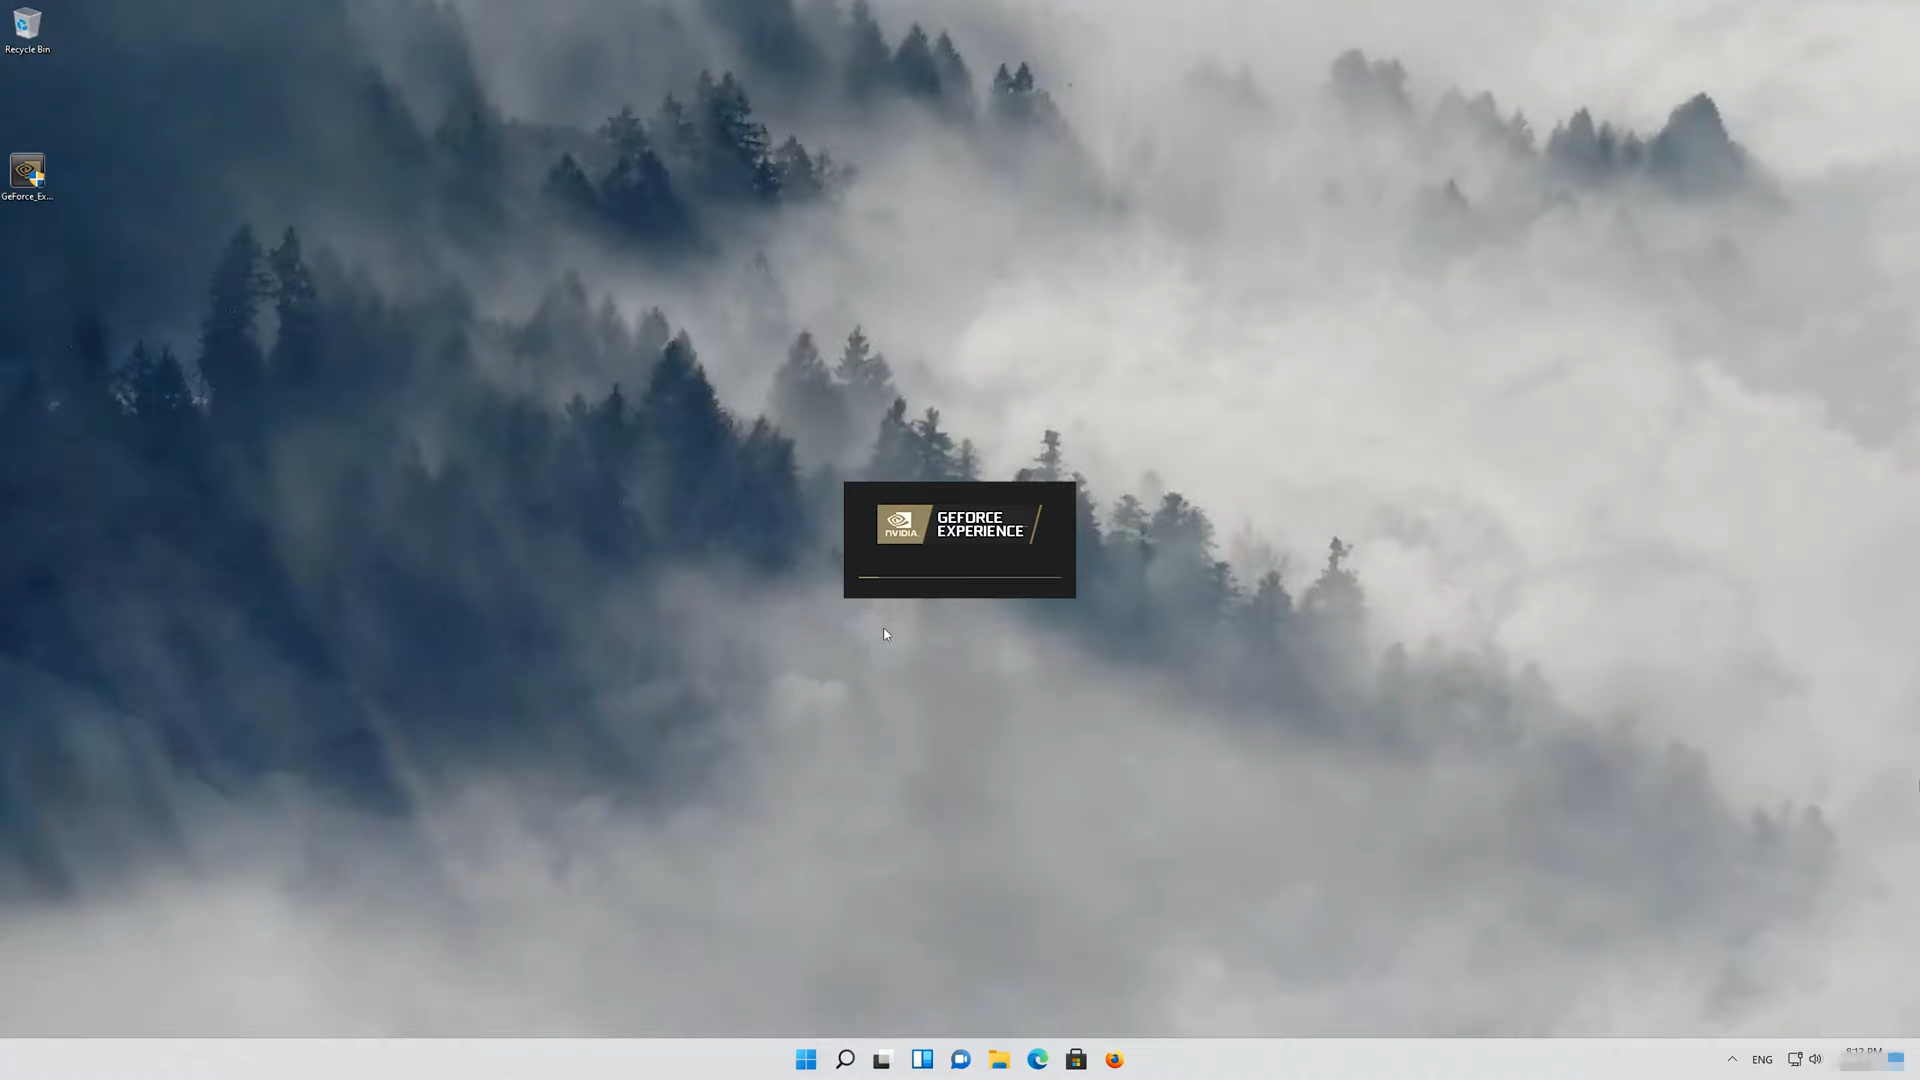 Recycle Bin
GeForce_Ex...
NVIDIA
GEFORCE
EXPERIENCE
ENG